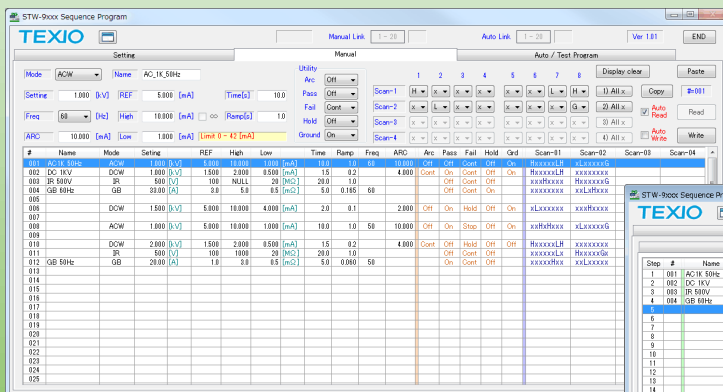 STW-9xxx Sequence Program
TEXIO Manual Link 1 - 20 Auto Link 1 - 20 Ver 1.01 END
Setting Manual Auto / Test Program
Mode ACW Name AC_1K_50Hz Utility 1 2 3 4 5 6 7 8 Display clear Paste
Arc Off
Setting 1.000 [kV] REF 5.000 [mA] Time[s] 10.0 Pass Off Scan-1 H x x x x x L H 1) All x Copy #:001
Freq 60 [Hz] High 10.000 [mA] ∞ Ramp[s] 1.0 Fail Cont Scan-2 x L x x x x x G 2) All x Auto Read Read
Hold Off Scan-3 x x x x x x x x 3) All x
ARC 10.000 [mA] Low 1.000 [mA] Limit 0 - 42 [mA] Ground On Scan-4 x x x x x x x x 4) All x Auto Write Write
# Name Mode Seting REF High Low Time Ramp Freq ARC Arc Pass Fail Hold Grd Scan-01 Scan-02 Scan-03 Scan-04
001 AC1K 50Hz ACW 1.000 [kV] 5.000 10.000 1.000 [mA] 10.0 1.0 60 10.000 Off Off Cont Off On HxxxxxLH xLxxxxxG
002 DC 1KV DCW 1.000 [kV] 1.500 2.000 0.500 [mA] 1.5 0.2 4.000 Cont On Cont Off On HxxxxxLH xxxxxxxG
003 IR 500V IR 500 [V] 100 NULL 20 [MΩ] 20.0 1.0 Off Cont Off xxxHxxxx HxxxxxxG
004 GB 60Hz GB 30.00 [A] 5.0 3.0 0.5 [mΩ] 5.0 0.165 60 Off Cont On xxxxxxxx xxLxHxxx
005
006 DCW 1.500 [kV] 5.000 10.000 4.000 [mA] 2.0 0.1 2.000 Off On Hold Off On xLxxxxxx xxxHxxxx
007
008 ACW 1.000 [kV] 5.000 10.000 1.000 [mA] 10.0 1.0 50 10.000 Off On Stop Off On xxHxHxxx xLxxxxxG
009
010 DCW 2.000 [kV] 1.500 2.000 0.500 [mA] 1.5 0.2 4.000 Cont Off Hold Off Off HxxxxxLH xxxxxxxx
011 IR 500 [V] 100 1000 20 [MΩ] 20.0 1.0 Off Cont Off HxxxxxLx HxxxxxGx
012 GB 50Hz GB 20.00 [A] 1.0 3.0 0.5 [mΩ] 5.0 0.060 50 On Cont On xxxxxHxx xxLxxxxG
013
014
015
016
017
018
019
020
021
022
023
024
025
STW-9xxx Sequence Pr
TEXIO
Step # Name
1 001 AC1K 50Hz
2 002 DC 1KV
3 003 IR 500V
4 004 GB 60Hz
5
6
7
8
9
10
11
12
13
14